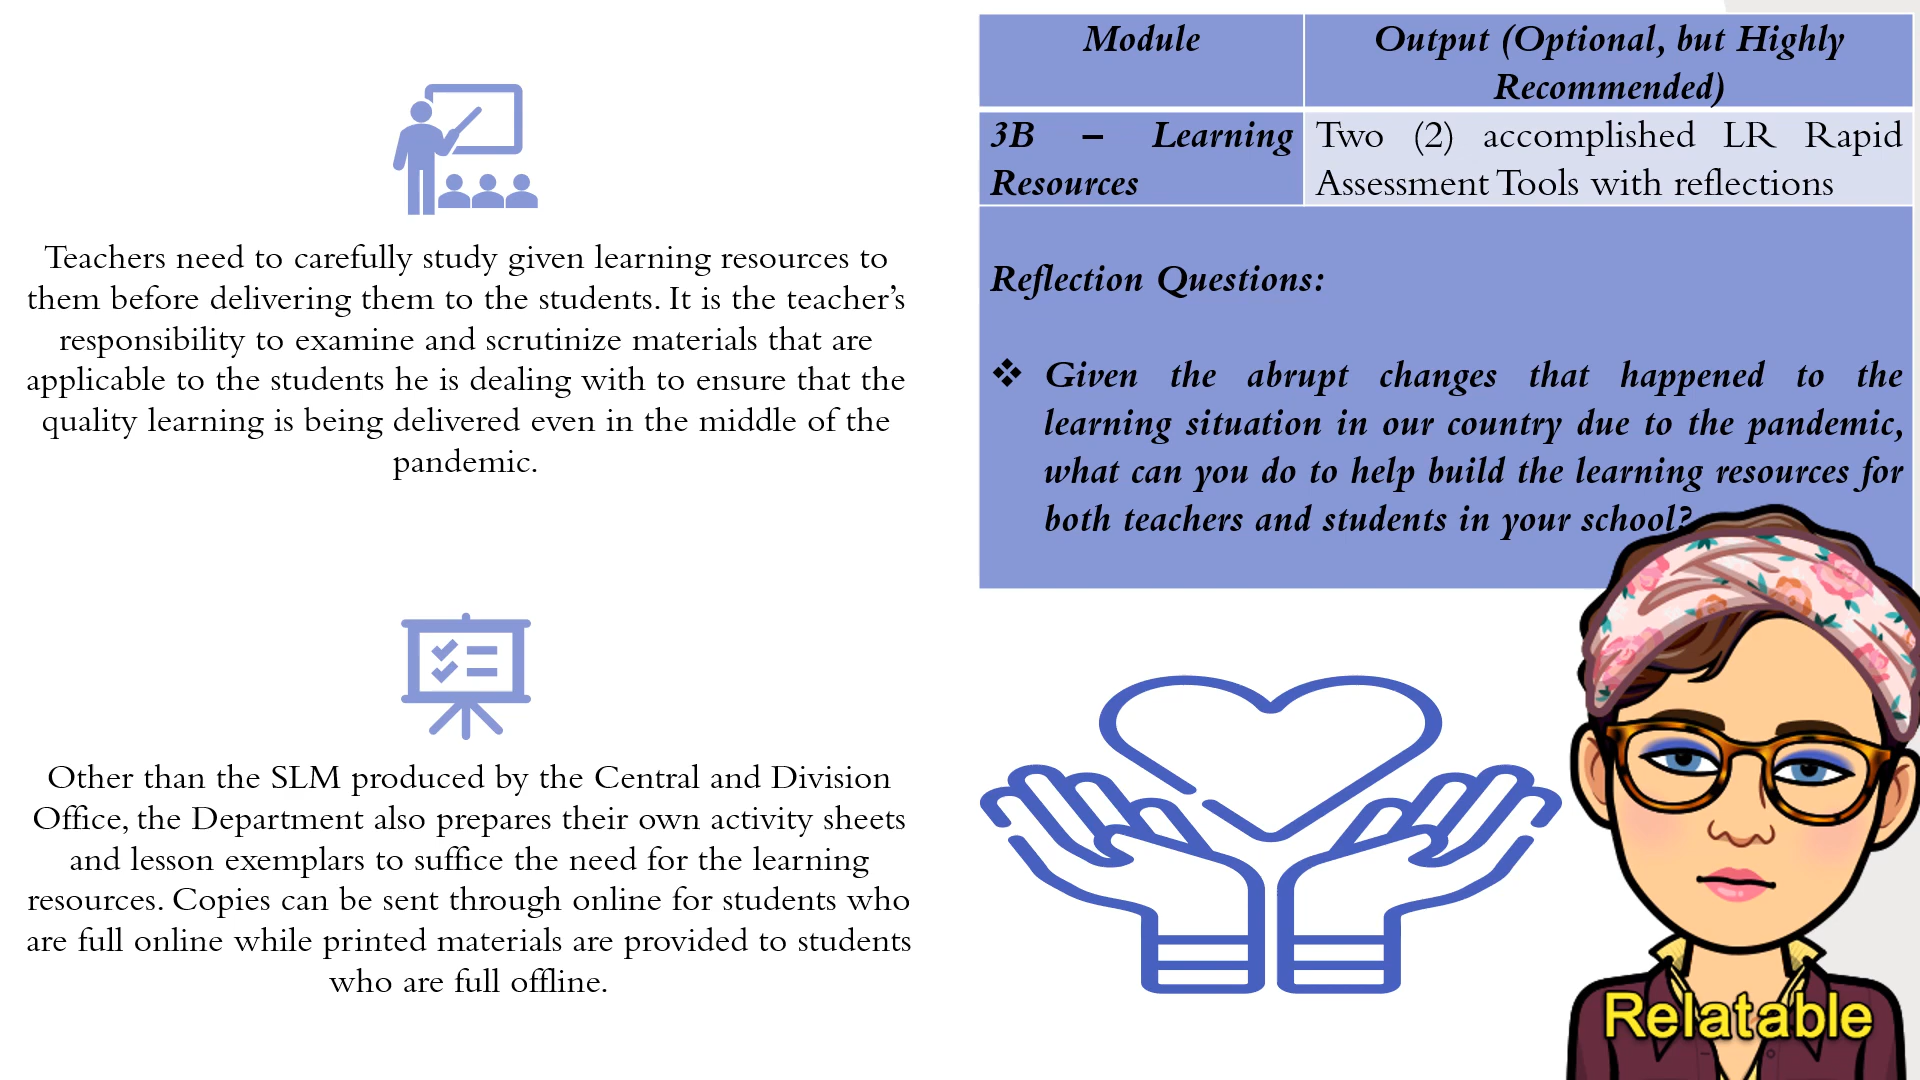 Teachers need to carefully study given learning resources to
them before delivering them to the students. It is the teacher’s
responsibility to examine and scrutinize materials that are
applicable to the students he is dealing with to ensure that the
quality learning is being delivered even in the middle of the
pandemic.
Other than the SLM produced by the Central and Division
Office, the Department also prepares their own activity sheets
and lesson exemplars to suffice the need for the learning
resources. Copies can be sent through online for students who
are full online while printed materials are provided to students
who are full offline.
Module
Output (Optional, but Highly
Recommended)
3B – Learning
Resources
Two (2) accomplished LR Rapid
Assessment Tools with reflections
Reflection Questions:
❖ Given the abrupt changes that happened to the
learning situation in our country due to the pandemic,
what can you do to help build the learning resources for
both teachers and students in your school?
Relatable